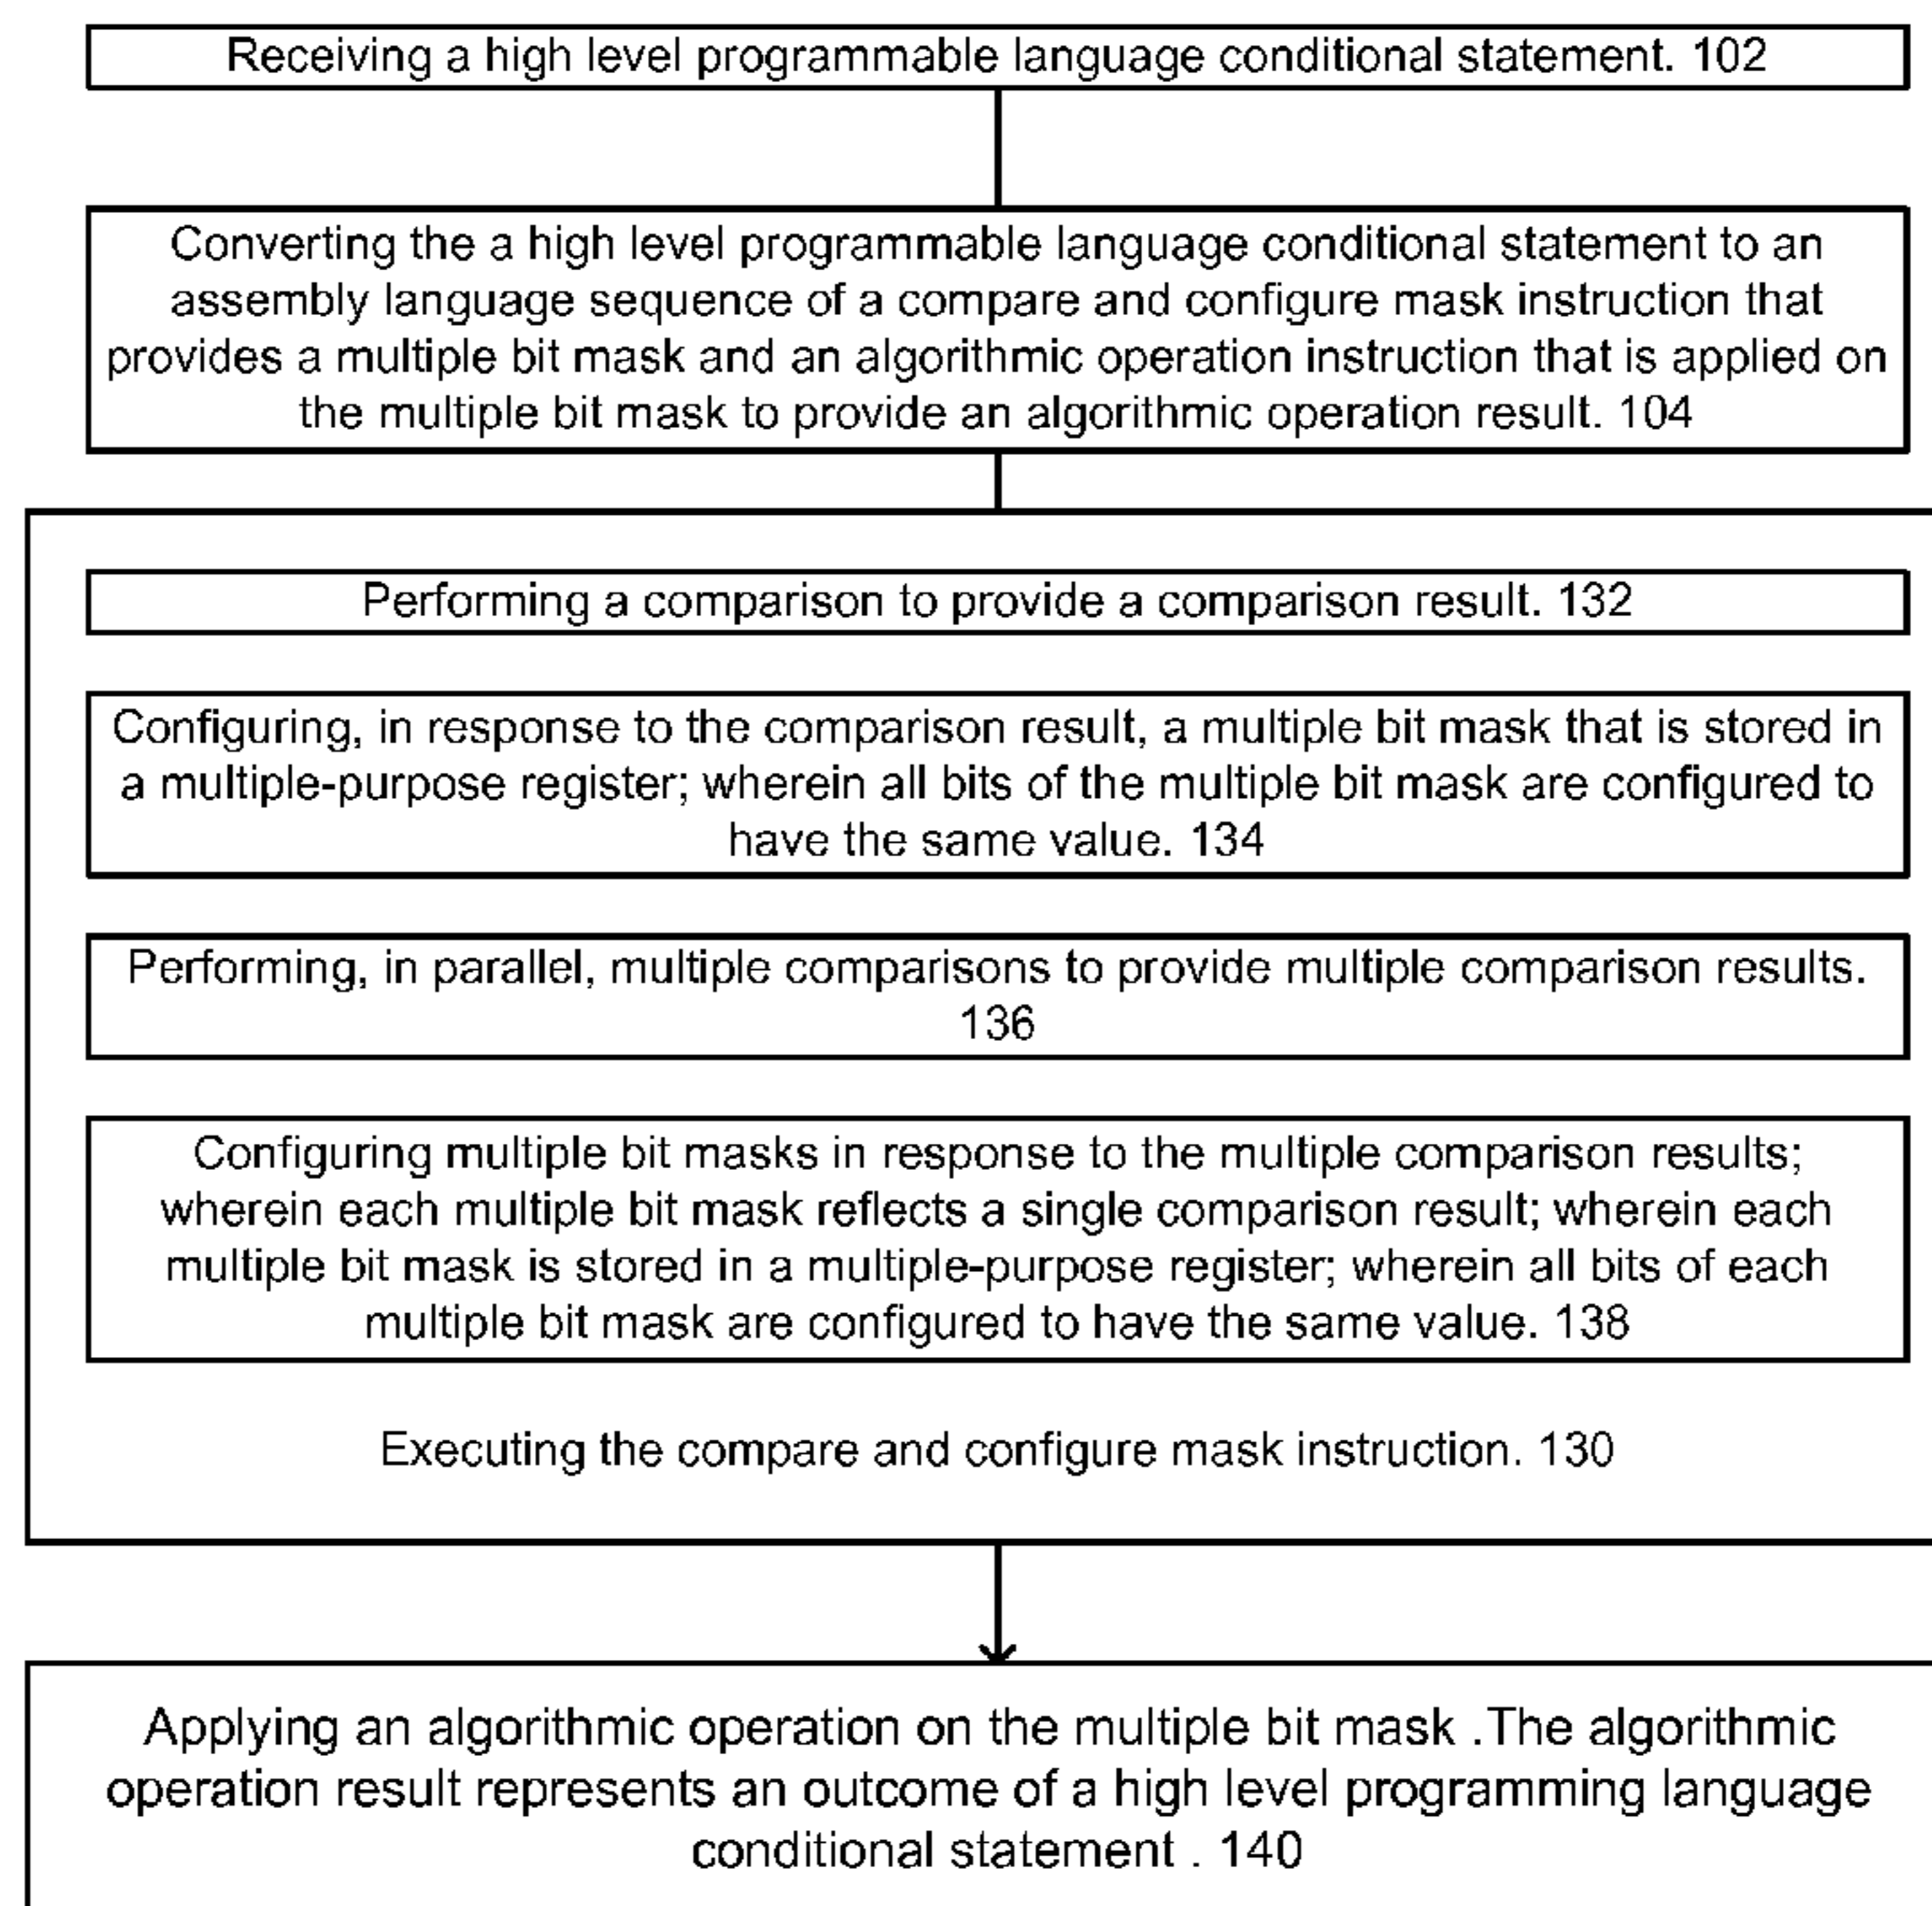 Receiving a high level programmable language conditional statement. 102
Converting the a high level programmable language conditional statement to an
assembly language sequence of a compare and configure mask instruction that
provides a multiple bit mask and an algorithmic operation instruction that is applied on
the multiple bit mask to provide an algorithmic operation result. 104
Performing a comparison to provide a comparison result. 132
Configuring, in response to the comparison result, a multiple bit mask that is stored in
a multiple-purpose register; wherein all bits of the multiple bit mask are configured to
have the same value. 134
Performing, in parallel, multiple comparisons to provide multiple comparison results.
136
Configuring multiple bit masks in response to the multiple comparison results;
wherein each multiple bit mask reflects a single comparison result; wherein each
multiple bit mask is stored in a multiple-purpose register; wherein all bits of each
multiple bit mask are configured to have the same value. 138
Executing the compare and configure mask instruction. 130
Applying an algorithmic operation on the multiple bit mask .The algorithmic
operation result represents an outcome of a high level programming language
conditional statement . 140